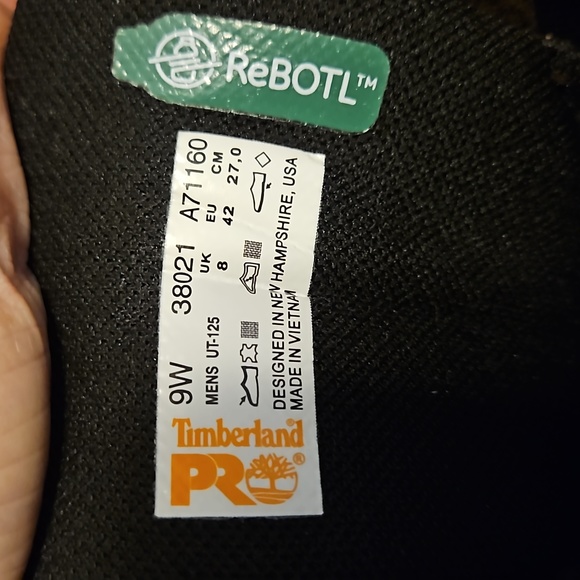 ReBOTL™
9W 38021 A71160
MENS UT-125 UK EU CM
8 42 27,0
DESIGNED IN NEW HAMPSHIRE, USA
MADE IN VIETNAM
Timberland®
PRO®